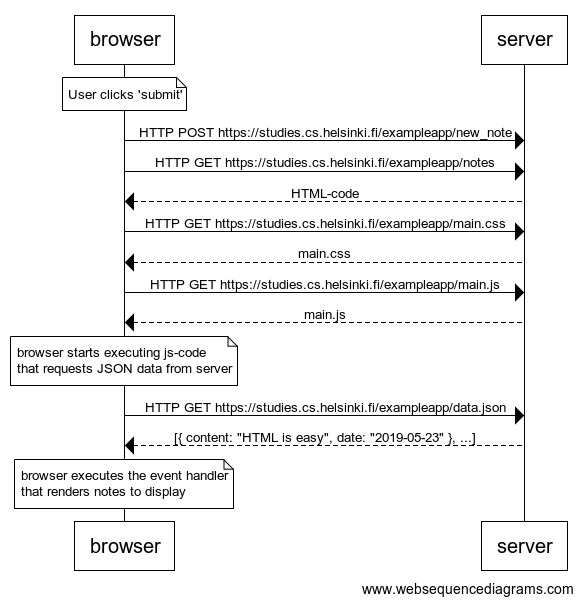 browser
server
User clicks 'submit'
HTTP POST https://studies.cs.helsinki.fi/exampleapp/new_note
HTTP GET https://studies.cs.helsinki.fi/exampleapp/notes
HTML-code
HTTP GET https://studies.cs.helsinki.fi/exampleapp/main.css
main.css
HTTP GET https://studies.cs.helsinki.fi/exampleapp/main.js
main.js
browser starts executing js-code
that requests JSON data from server
HTTP GET https://studies.cs.helsinki.fi/exampleapp/data.json
[{ content: "HTML is easy", date: "2019-05-23" }, ...]
browser executes the event handler
that renders notes to display
browser
server
www.websequencediagrams.com